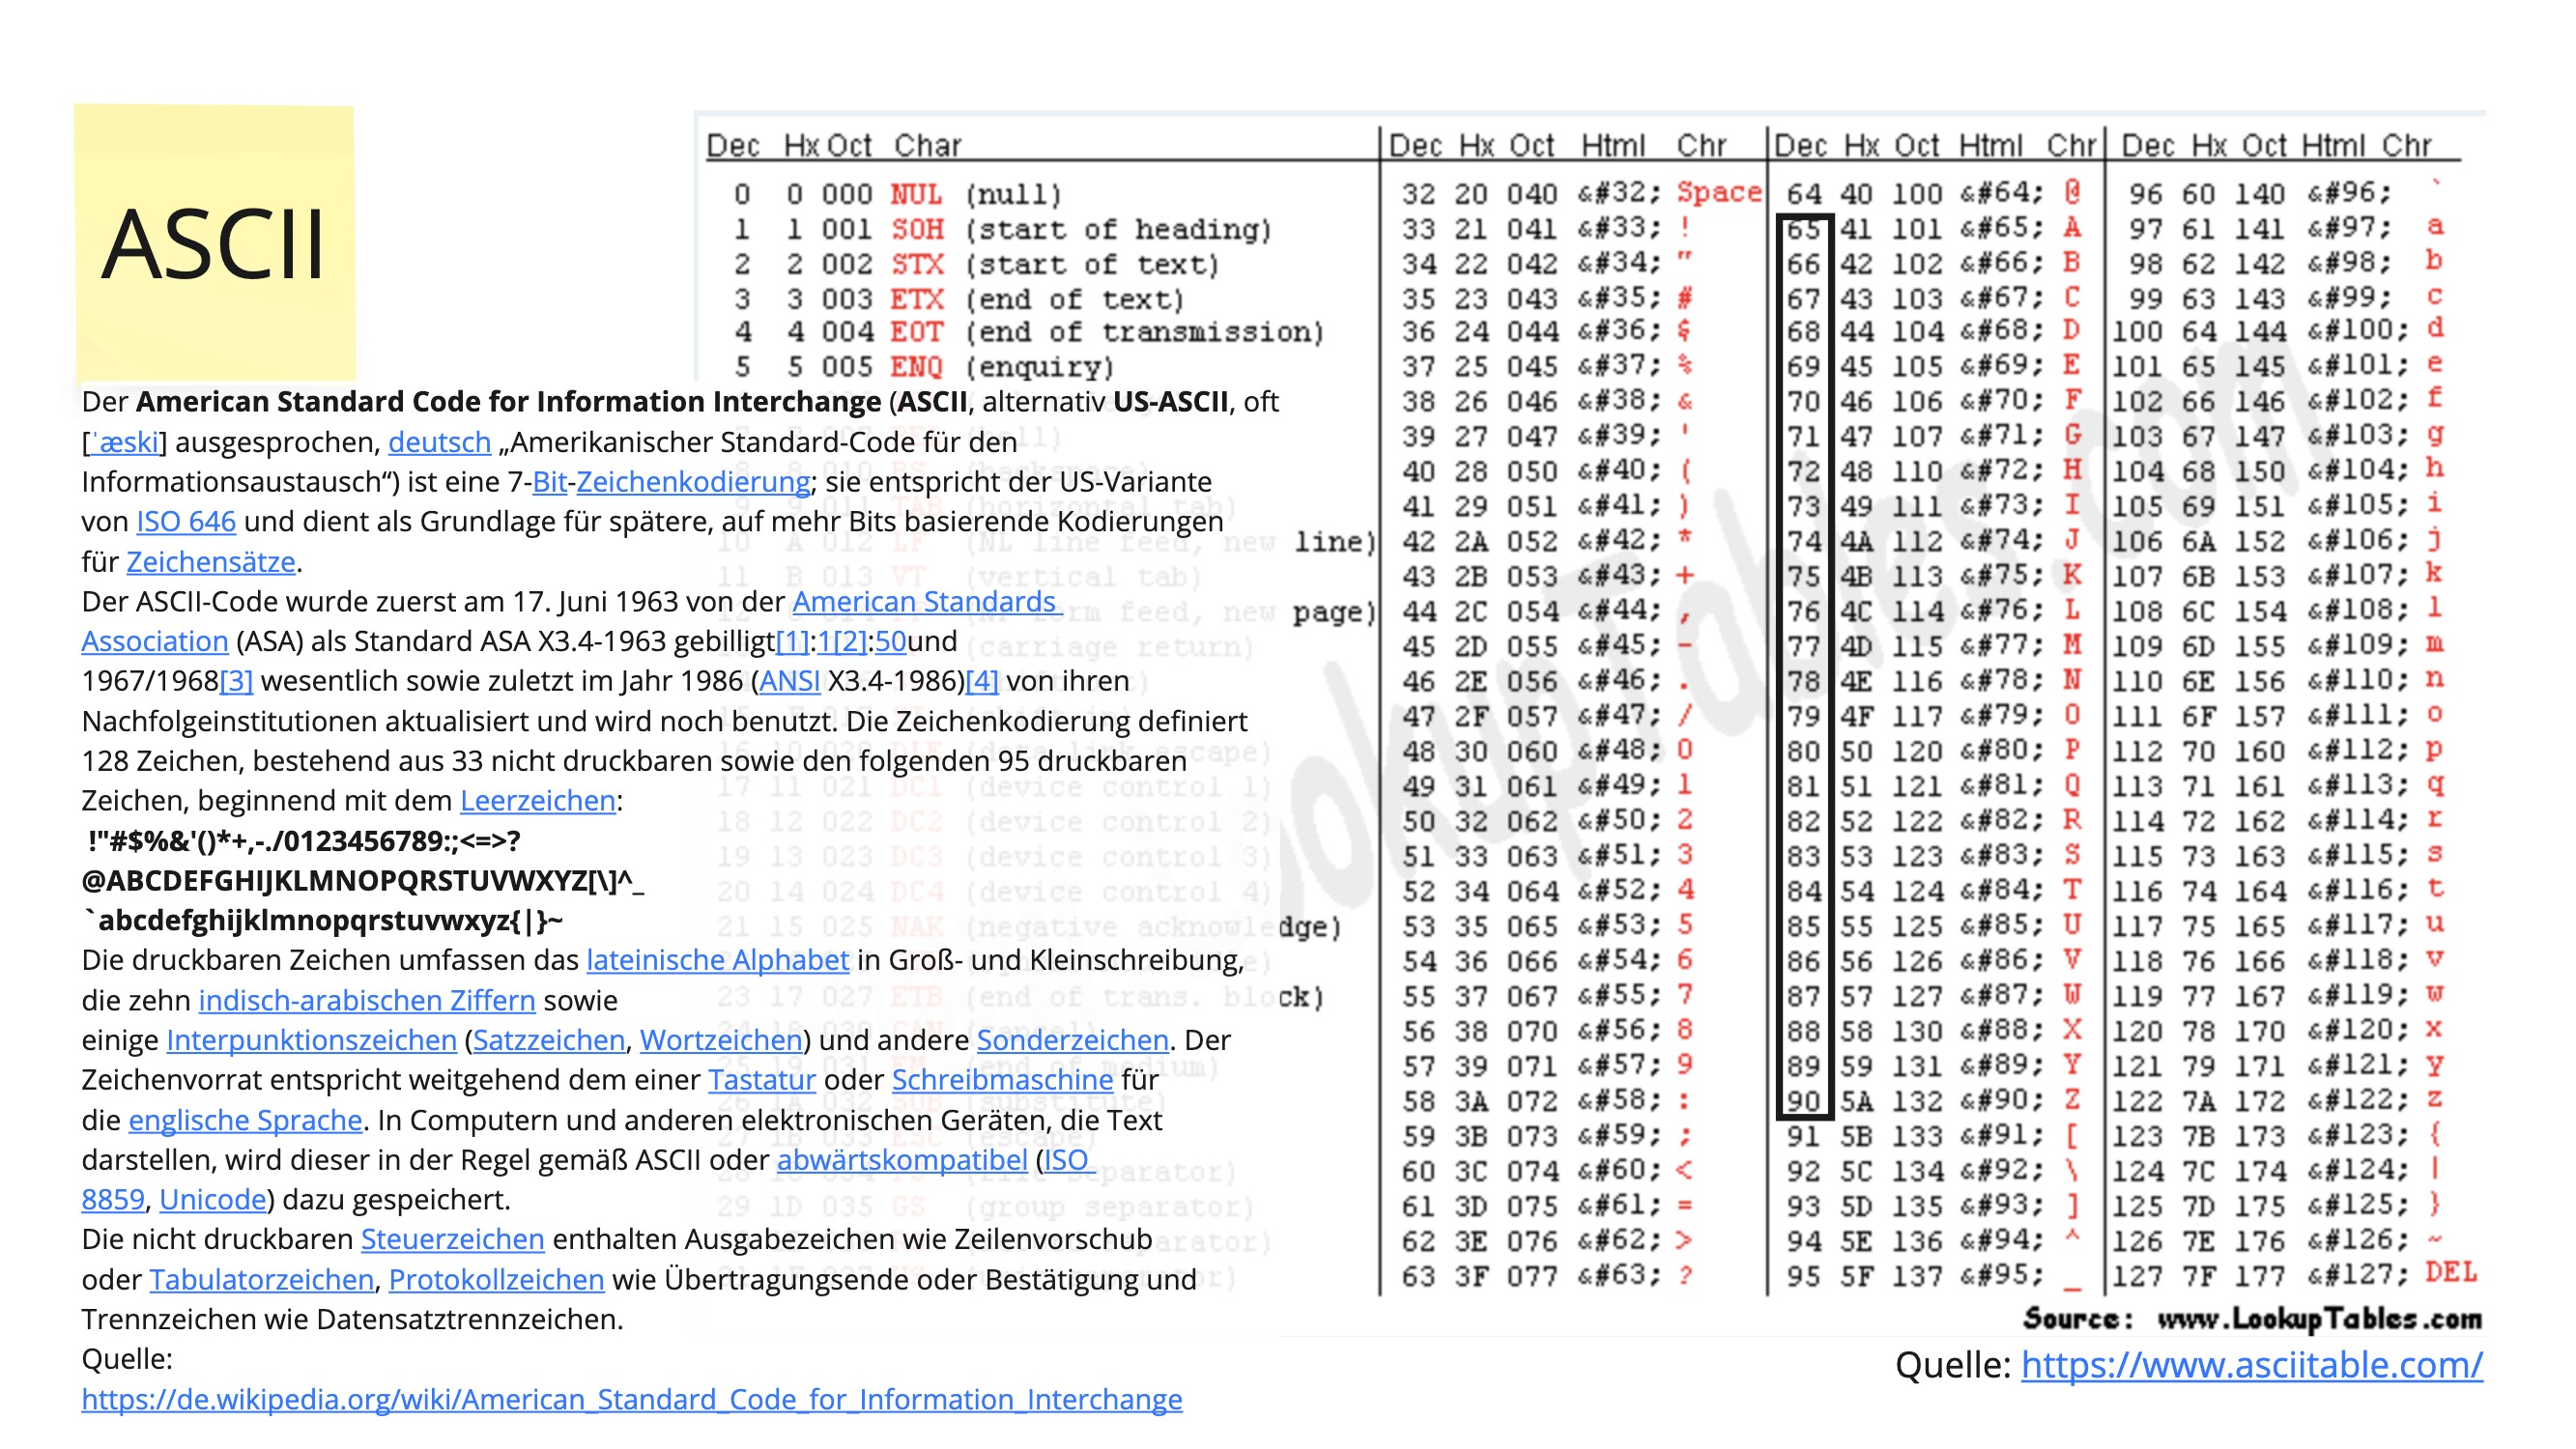 ASCII
Der American Standard Code for Information Interchange (ASCII, alternativ US-ASCII, oft
[ˈæski] ausgesprochen, deutsch „Amerikanischer Standard-Code für den
Informationsaustausch“) ist eine 7-Bit-Zeichenkodierung; sie entspricht der US-Variante
von ISO 646 und dient als Grundlage für spätere, auf mehr Bits basierende Kodierungen
für Zeichensätze.
Der ASCII-Code wurde zuerst am 17. Juni 1963 von der American Standards
Association (ASA) als Standard ASA X3.4-1963 gebilligt[1]:1[2]:50und
1967/1968[3] wesentlich sowie zuletzt im Jahr 1986 (ANSI X3.4-1986)[4] von ihren
Nachfolgeinstitutionen aktualisiert und wird noch benutzt. Die Zeichenkodierung definiert
128 Zeichen, bestehend aus 33 nicht druckbaren sowie den folgenden 95 druckbaren
Zeichen, beginnend mit dem Leerzeichen:
!"#$%&'()*+,-./0123456789:;<=>?
@ABCDEFGHIJKLMNOPQRSTUVWXYZ[\]^_
`abcdefghijklmnopqrstuvwxyz{|}~
Die druckbaren Zeichen umfassen das lateinische Alphabet in Groß- und Kleinschreibung,
die zehn indisch-arabischen Ziffern sowie
einige Interpunktionszeichen (Satzzeichen, Wortzeichen) und andere Sonderzeichen. Der
Zeichenvorrat entspricht weitgehend dem einer Tastatur oder Schreibmaschine für
die englische Sprache. In Computern und anderen elektronischen Geräten, die Text
darstellen, wird dieser in der Regel gemäß ASCII oder abwärtskompatibel (ISO
8859, Unicode) dazu gespeichert.
Die nicht druckbaren Steuerzeichen enthalten Ausgabezeichen wie Zeilenvorschub
oder Tabulatorzeichen, Protokollzeichen wie Übertragungsende oder Bestätigung und
Trennzeichen wie Datensatztrennzeichen.
Quelle:
https://de.wikipedia.org/wiki/American_Standard_Code_for_Information_Interchange
Dec Hx Oct Char
0 0 000 NUL (null)
1 1 001 SOH (start of heading)
2 2 002 STX (start of text)
3 3 003 ETX (end of text)
4 4 004 EOT (end of transmission)
5 5 005 ENQ (enquiry)
line)
page)
Dec Hx Oct Html Chr
32 20 040 &#32; Space
33 21 041 &#33; !
34 22 042 &#34; "
35 23 043 &#35; #
36 24 044 &#36; $
37 25 045 &#37; %
38 26 046 &#38; &
39 27 047 &#39; '
40 28 050 &#40; (
41 29 051 &#41; )
42 2A 052 &#42; *
43 2B 053 &#43; +
44 2C 054 &#44; ,
45 2D 055 &#45; -
46 2E 056 &#46; .
47 2F 057 &#47; /
48 30 060 &#48; 0
49 31 061 &#49; 1
50 32 062 &#50; 2
51 33 063 &#51; 3
52 34 064 &#52; 4
53 35 065 &#53; 5
54 36 066 &#54; 6
55 37 067 &#55; 7
56 38 070 &#56; 8
57 39 071 &#57; 9
58 3A 072 &#58; :
59 3B 073 &#59; ;
60 3C 074 &#60; <
61 3D 075 &#61; =
62 3E 076 &#62; >
63 3F 077 &#63; ?
Dec Hx Oct Html Chr
64 40 100 &#64; @
65 41 101 &#65; A
66 42 102 &#66; B
67 43 103 &#67; C
68 44 104 &#68; D
69 45 105 &#69; E
70 46 106 &#70; F
71 47 107 &#71; G
72 48 110 &#72; H
73 49 111 &#73; I
74 4A 112 &#74; J
75 4B 113 &#75; K
76 4C 114 &#76; L
77 4D 115 &#77; M
78 4E 116 &#78; N
79 4F 117 &#79; O
80 50 120 &#80; P
81 51 121 &#81; Q
82 52 122 &#82; R
83 53 123 &#83; S
84 54 124 &#84; T
85 55 125 &#85; U
86 56 126 &#86; V
87 57 127 &#87; W
88 58 130 &#88; X
89 59 131 &#89; Y
90 5A 132 &#90; Z
91 5B 133 &#91; [
92 5C 134 &#92; \
93 5D 135 &#93; ]
94 5E 136 &#94; ^
95 5F 137 &#95; _
Dec Hx Oct Html Chr
96 60 140 &#96; `
97 61 141 &#97; a
98 62 142 &#98; b
99 63 143 &#99; c
100 64 144 &#100; d
101 65 145 &#101; e
102 66 146 &#102; f
103 67 147 &#103; g
104 68 150 &#104; h
105 69 151 &#105; i
106 6A 152 &#106; j
107 6B 153 &#107; k
108 6C 154 &#108; l
109 6D 155 &#109; m
110 6E 156 &#110; n
111 6F 157 &#111; o
112 70 160 &#112; p
113 71 161 &#113; q
114 72 162 &#114; r
115 73 163 &#115; s
116 74 164 &#116; t
117 75 165 &#117; u
118 76 166 &#118; v
119 77 167 &#119; w
120 78 170 &#120; x
121 79 171 &#121; y
122 7A 172 &#122; z
123 7B 173 &#123; {
124 7C 174 &#124; |
125 7D 175 &#125; }
126 7E 176 &#126; ~
127 7F 177 &#127; DEL
Source: www.LookupTables.com
Quelle: https://www.asciitable.com/